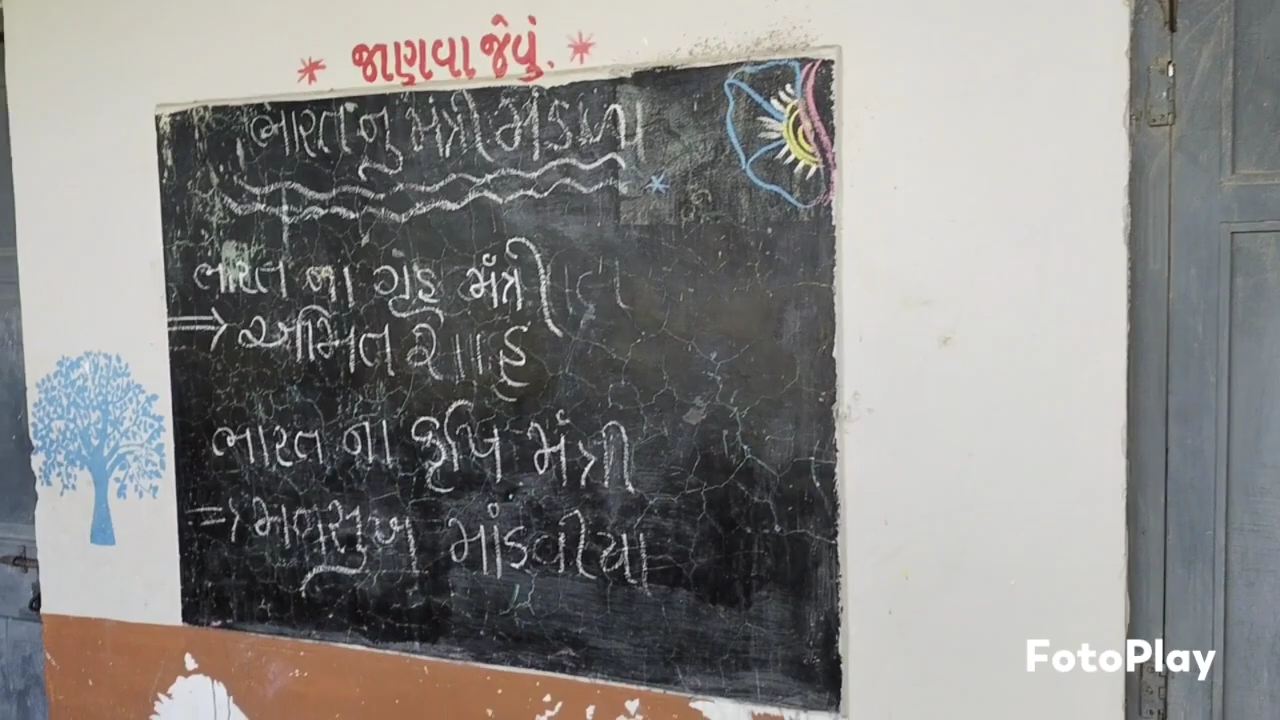 * જાણવા જેવું. *
ભારતનુ મંત્રીમંડળ
ભારત ના ગૃહ મંત્રી
⇒ અમિત શાહ
ભારત ના કૃષિ મંત્રી
⇒ મનસુખ માંડવીયા
FotoPlay